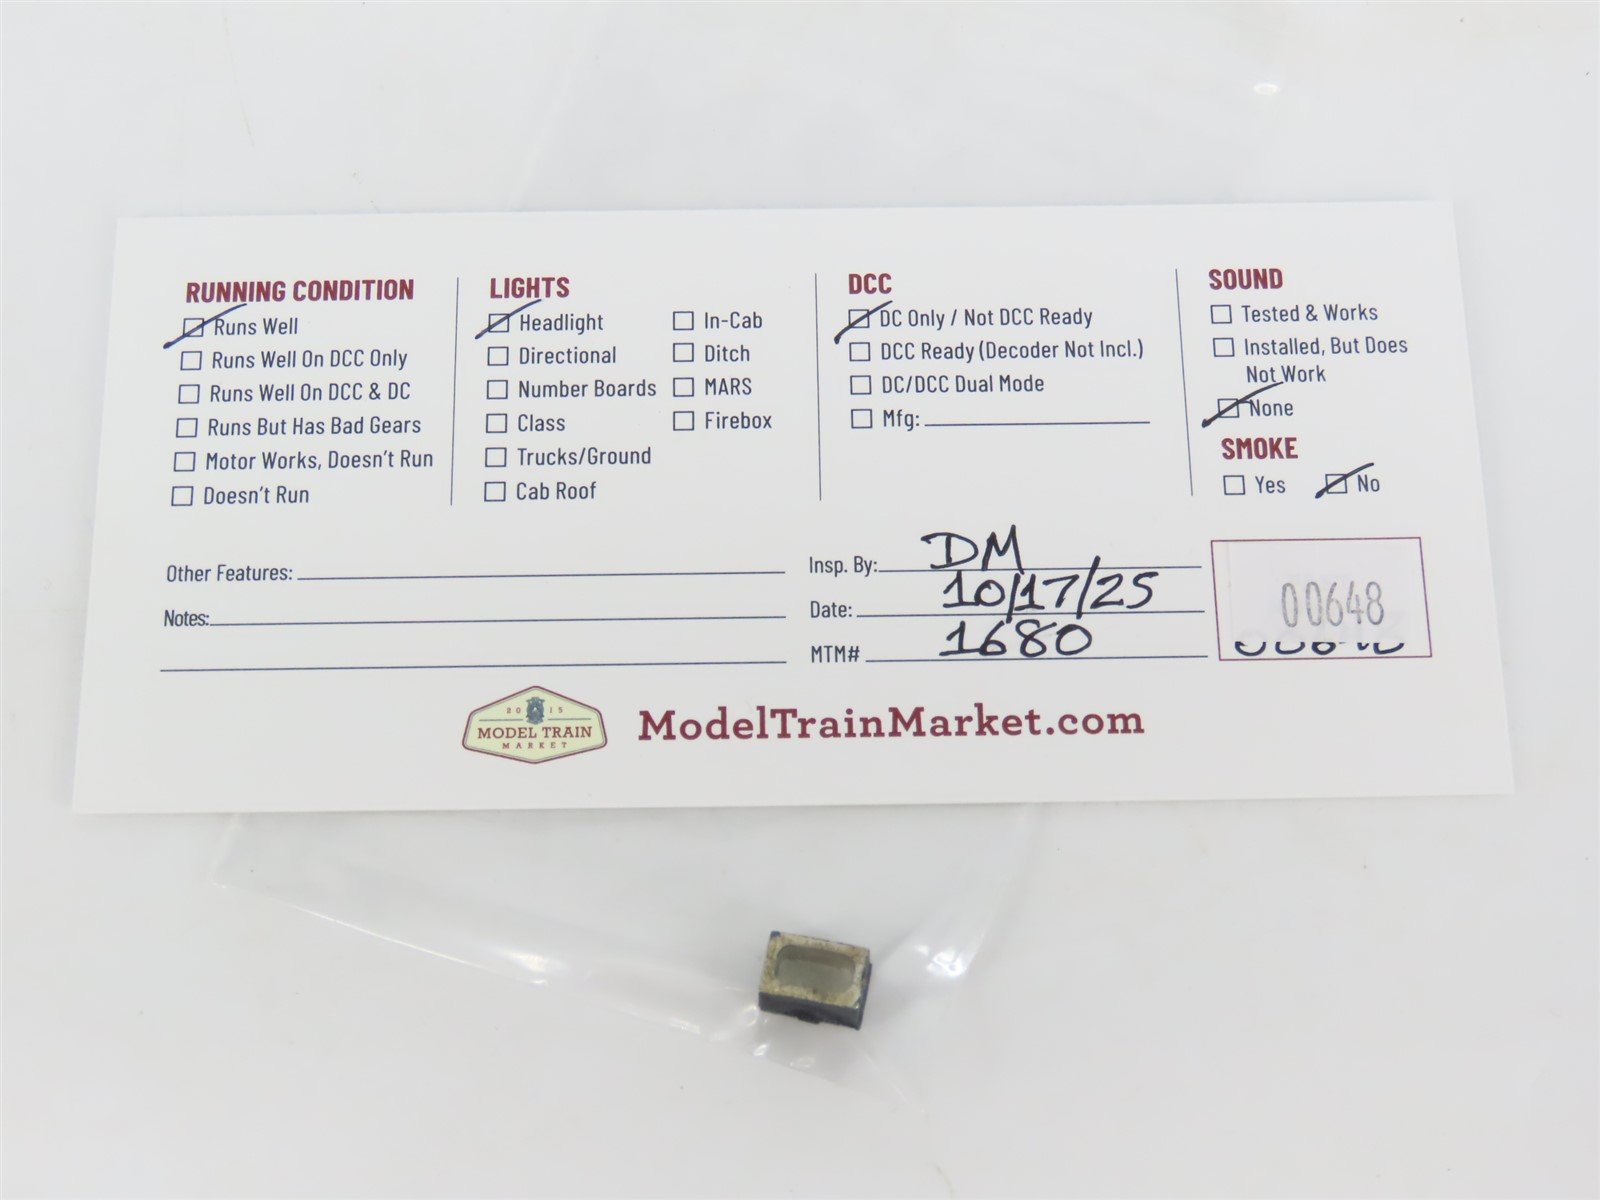 RUNNING CONDITION
Runs Well
Runs Well On DCC Only
Runs Well On DCC & DC
Runs But Has Bad Gears
Motor Works, Doesn't Run
Doesn't Run
LIGHTS
Headlight
Directional
Number Boards
Class
Trucks/Ground
Cab Roof
In-Cab
Ditch
MARS
Firebox
DCC
DC Only / Not DCC Ready
DCC Ready (Decoder Not Incl.)
DC/DCC Dual Mode
Mfg:
SOUND
Tested & Works
Installed, But Does
Not Work
None
SMOKE
Yes No
Other Features:
Notes:
Insp. By: DM
Date: 10/17/25
MTM# 1680
00648
2015
MODEL TRAIN
MARKET
ModelTrainMarket.com